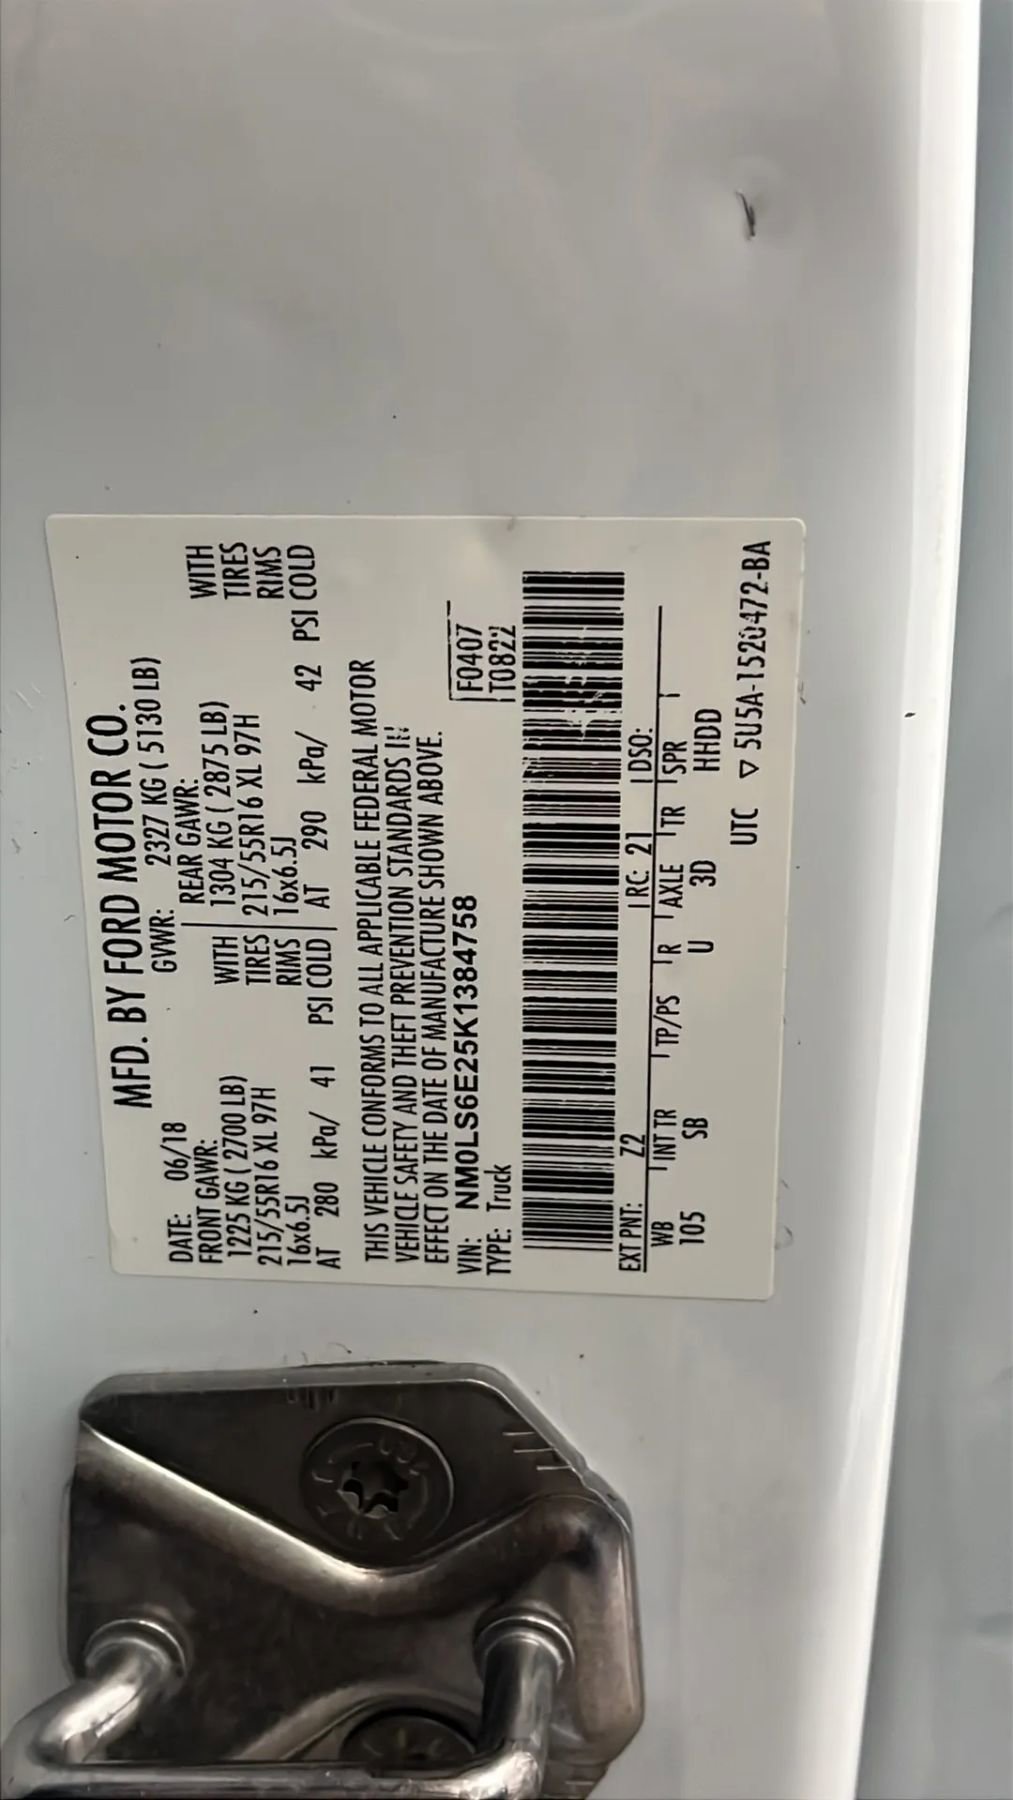 MFD. BY FORD MOTOR CO.
DATE: 06/18 GVWR: 2327 KG ( 5130 LB)
FRONT GAWR: REAR GAWR:
1225 KG ( 2700 LB) WITH 1304 KG ( 2875 LB) WITH
215/55R16 XL 97H TIRES 215/55R16 XL 97H TIRES
16x6.5J RIMS 16x6.5J RIMS
AT 280 kPa/ 41 PSI COLD AT 290 kPa/ 42 PSI COLD
THIS VEHICLE CONFORMS TO ALL APPLICABLE FEDERAL MOTOR
VEHICLE SAFETY AND THEFT PREVENTION STANDARDS IN
EFFECT ON THE DATE OF MANUFACTURE SHOWN ABOVE.
VIN: NM0LS6E25K1384758 F0407
TYPE: Truck T0822
EXT PNT: Z2 RC: 21 DSO:
WB INT TR TP/PS R AXLE TR SPR
105 SB U 3D HHDD
UTC ▽ 5U5A-1520472-BA